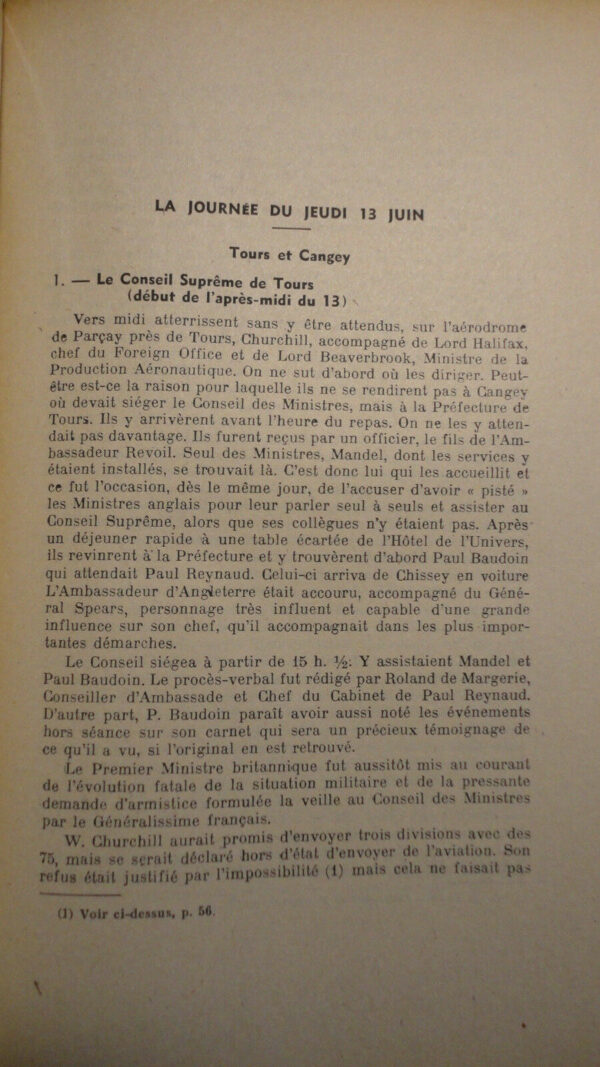 LA JOURNÉE DU JEUDI 13 JUIN
Tours et Cangey
1. — Le Conseil Suprême de Tours
(début de l'après-midi du 13)
Vers midi atterrissent sans y être attendus, sur l'aérodrome
de Parçay près de Tours, Churchill, accompagné de Lord Halifax,
chef du Foreign Office et de Lord Beaverbrook, Ministre de la
Production Aéronautique. On ne sut d'abord où les diriger. Peut-
être est-ce la raison pour laquelle ils ne se rendirent pas à Cangey
où devait siéger le Conseil des Ministres, mais à la Préfecture de
Tours. Ils y arrivèrent avant l'heure du repas. On ne les y atten-
dait pas davantage. Ils furent reçus par un officier, le fils de l'Am-
bassadeur Revoil. Seul des Ministres, Mandel, dont les services y
étaient installés, se trouvait là. C'est donc lui qui les accueillit et
ce fut l'occasion, dès le même jour, de l'accuser d'avoir « pisté »
les Ministres anglais pour leur parler seul à seuls et assister au
Conseil Suprême, alors que ses collègues n'y étaient pas. Après
un déjeuner rapide à une table écartée de l'Hôtel de l'Univers,
ils revinrent à la Préfecture et y trouvèrent d'abord Paul Baudoin
qui attendait Paul Reynaud. Celui-ci arriva de Chissey en voiture
L'Ambassadeur d'Angleterre était accouru, accompagné du Géné-
ral Spears, personnage très influent et capable d'une grande
influence sur son chef, qu'il accompagnait dans les plus impor-
tantes démarches.
Le Conseil siégea à partir de 15 h. ½. Y assistaient Mandel et
Paul Baudoin. Le procès-verbal fut rédigé par Roland de Margerie,
Conseiller d'Ambassade et Chef du Cabinet de Paul Reynaud.
D'autre part, P. Baudoin paraît avoir aussi noté les événements
hors séance sur son carnet qui sera un précieux témoignage de
ce qu'il a vu, si l'original en est retrouvé.
Le Premier Ministre britannique fut aussitôt mis au courant
de l'évolution fatale de la situation militaire et de la pressante
demande d'armistice formulée la veille au Conseil des Ministres
par le Généralissime français.
W. Churchill aurait promis d'envoyer trois divisions avec des
75, mais se serait déclaré hors d'état d'envoyer de l'aviation. Son
refus était justifié par l'impossibilité (1) mais cela ne faisait pas
(1) Voir ci-dessus, p. 56.